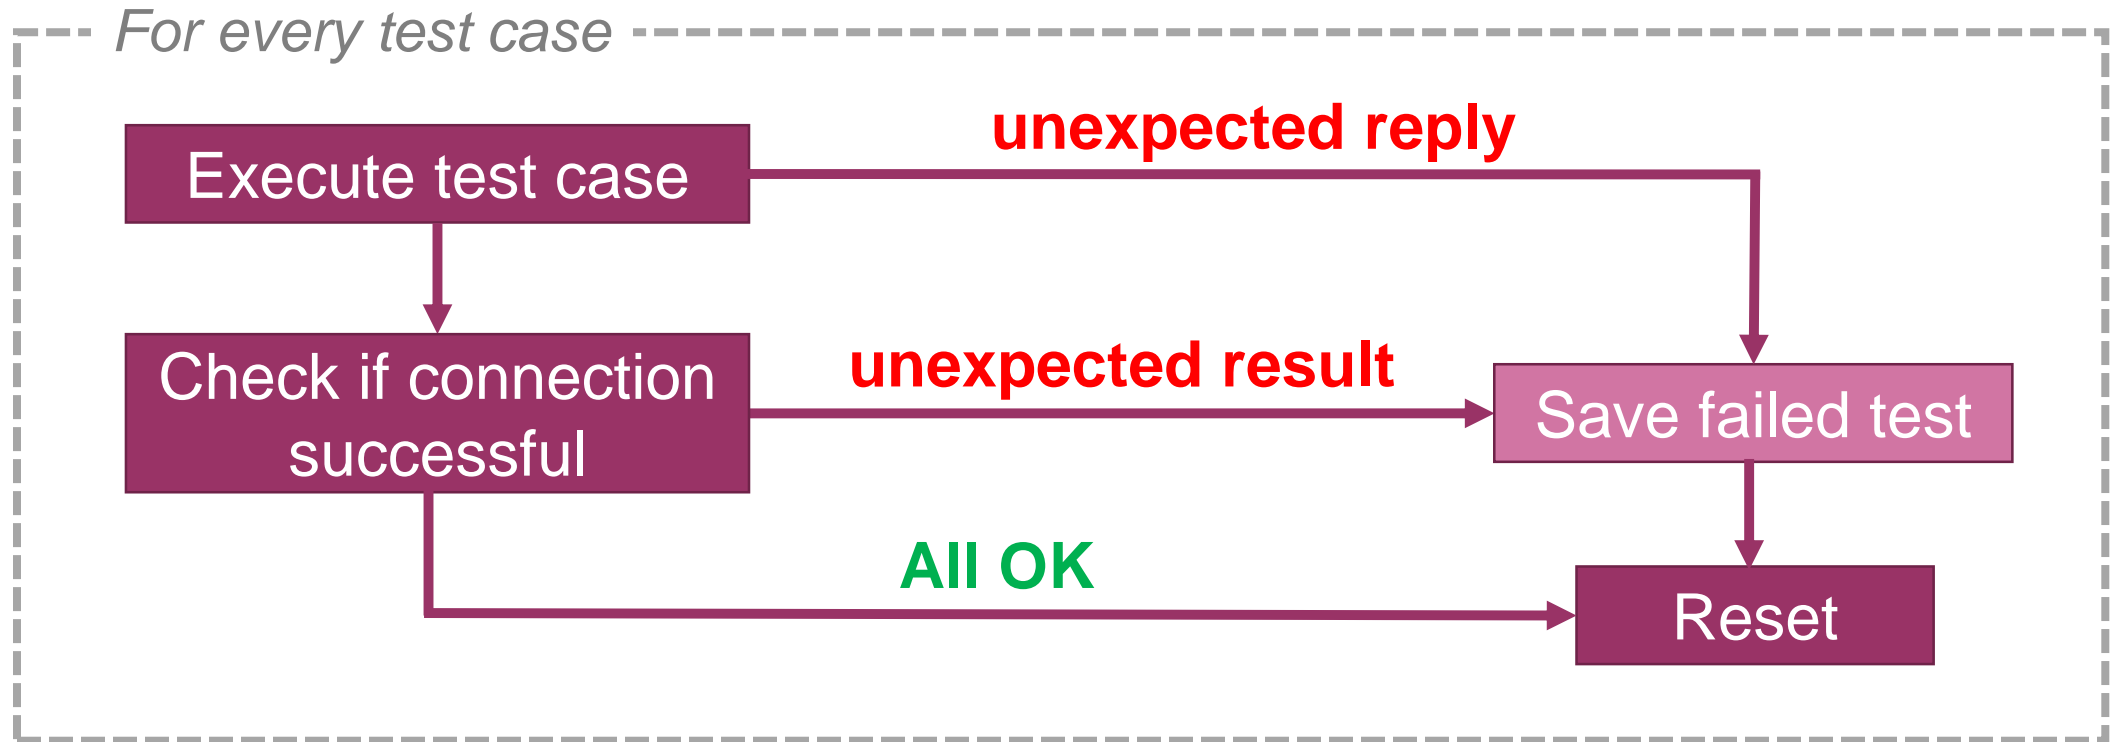 For every test case
unexpected reply
Execute test case
unexpected result
Check if connection
successful
Save failed test
All OK
Reset